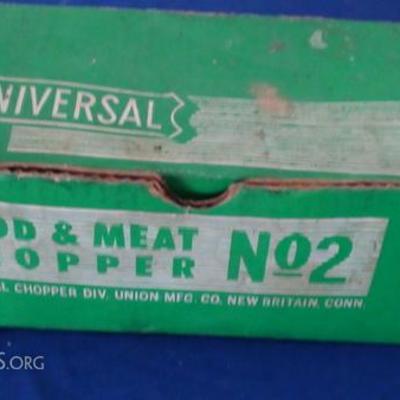 NIVERSAL
OD & MEAT
OPPER No2
L CHOPPER DIV. UNION MFG. CO. NEW BRITAIN, CONN.
S.ORG